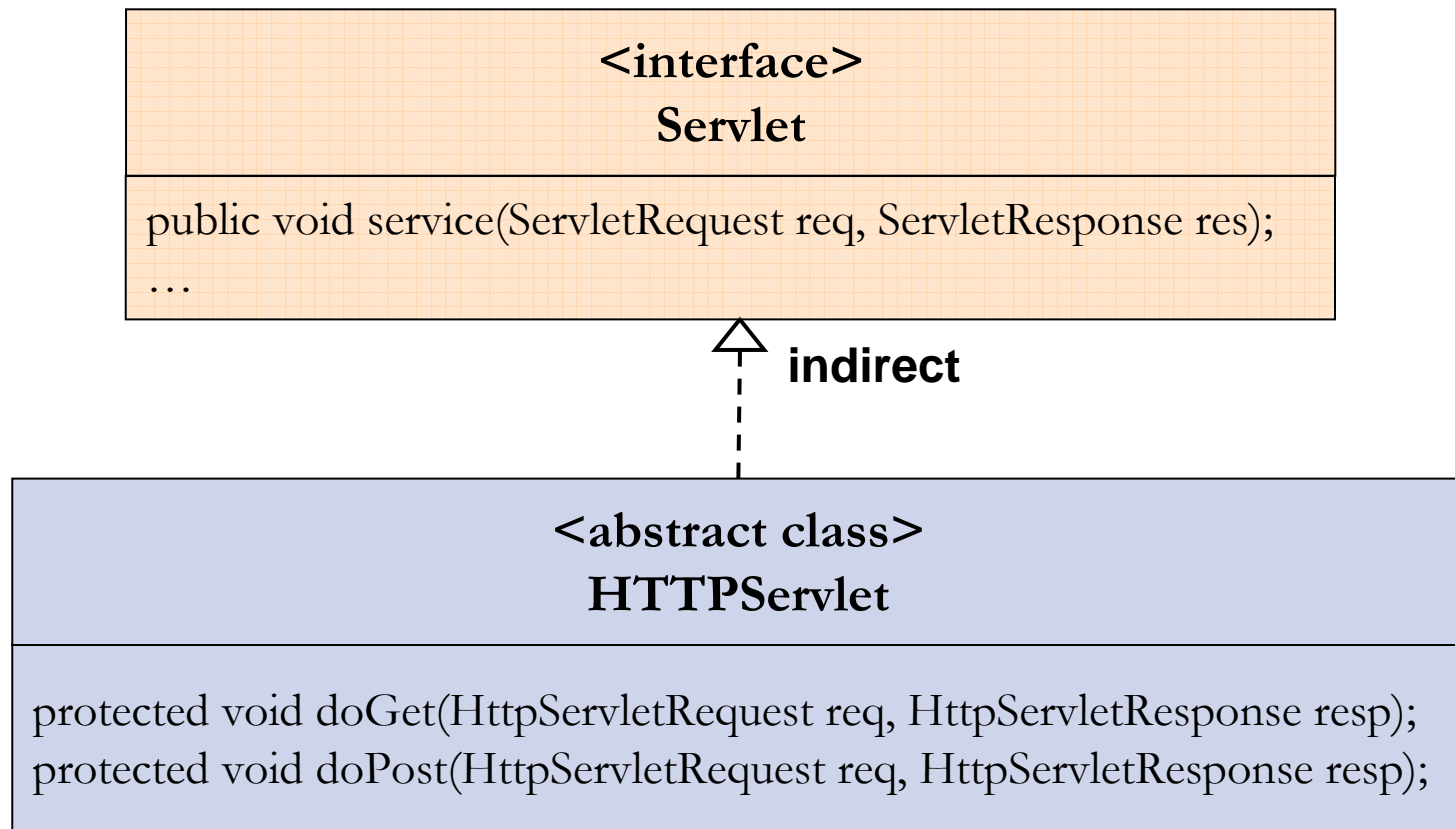 <interface>
Servlet
public void service(ServletRequest req, ServletResponse res);
…
indirect
<abstract class>
HTTPServlet
protected void doGet(HttpServletRequest req, HttpServletResponse resp);
protected void doPost(HttpServletRequest req, HttpServletResponse resp);